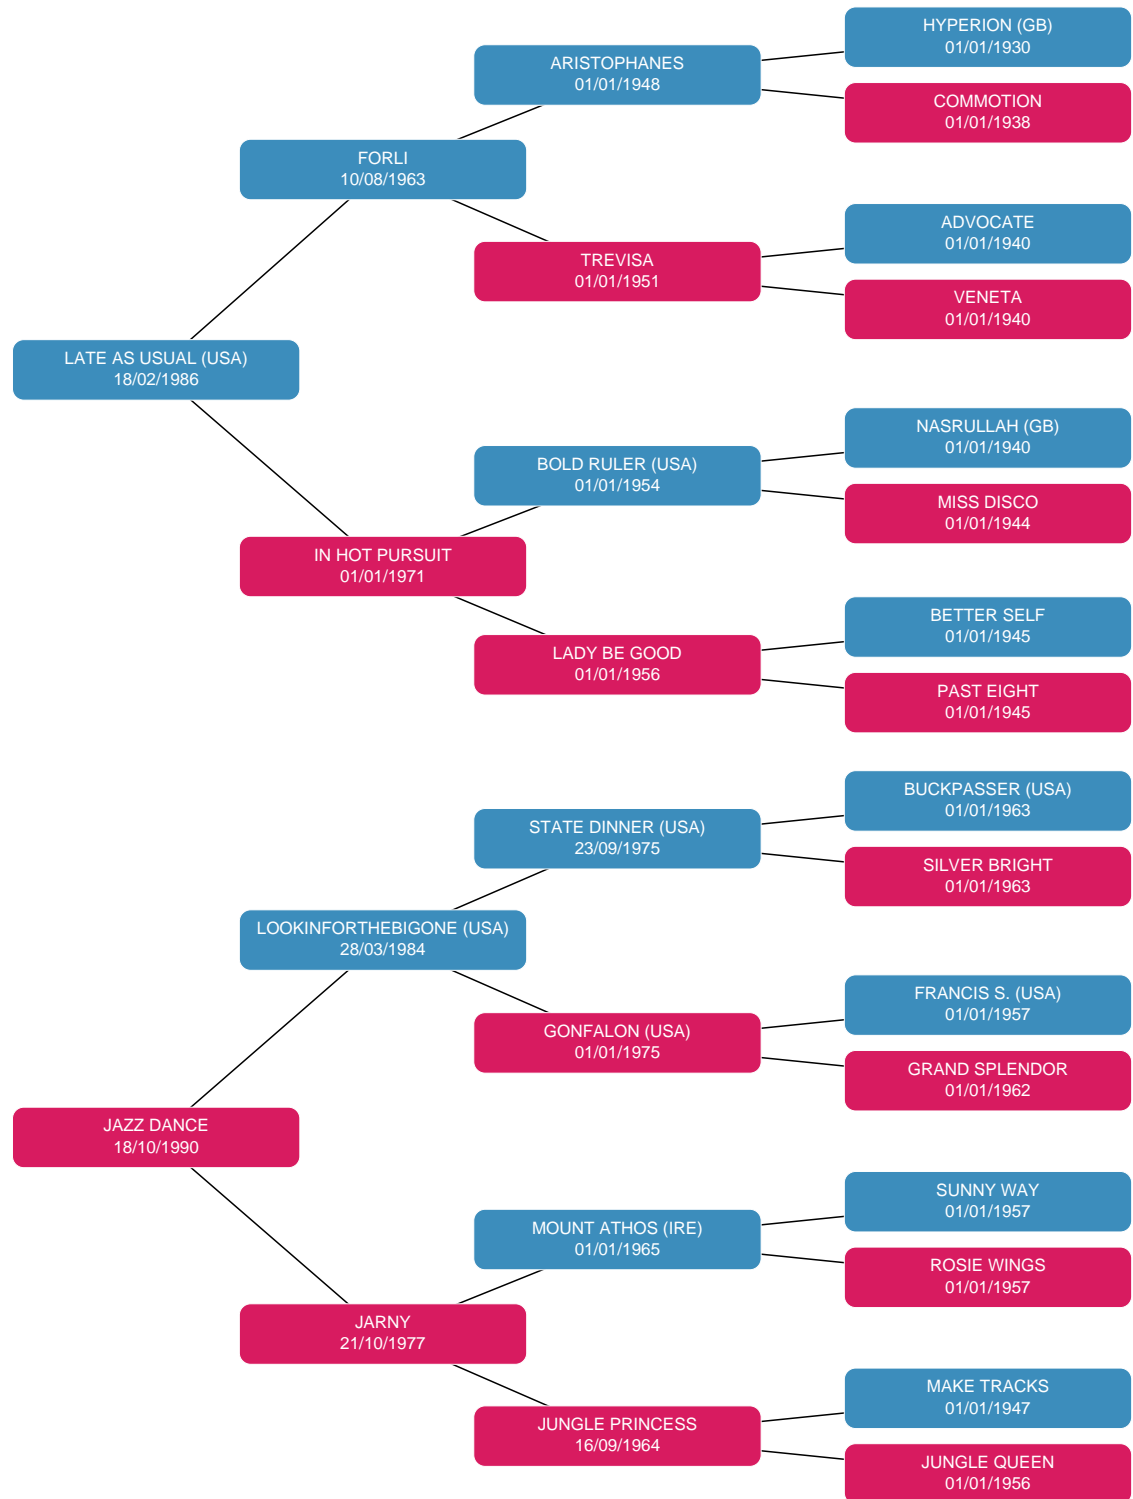 HYPERION (GB)
01/01/1930
ARISTOPHANES
01/01/1948
COMMOTION
01/01/1938
FORLI
10/08/1963
ADVOCATE
01/01/1940
TREVISA
01/01/1951
VENETA
01/01/1940
LATE AS USUAL (USA)
18/02/1986
NASRULLAH (GB)
01/01/1940
BOLD RULER (USA)
01/01/1954
MISS DISCO
01/01/1944
IN HOT PURSUIT
01/01/1971
BETTER SELF
01/01/1945
LADY BE GOOD
01/01/1956
PAST EIGHT
01/01/1945
BUCKPASSER (USA)
01/01/1963
STATE DINNER (USA)
23/09/1975
SILVER BRIGHT
01/01/1963
LOOKINFORTHEBIGONE (USA)
28/03/1984
FRANCIS S. (USA)
01/01/1957
GONFALON (USA)
01/01/1975
GRAND SPLENDOR
01/01/1962
JAZZ DANCE
18/10/1990
SUNNY WAY
01/01/1957
MOUNT ATHOS (IRE)
01/01/1965
ROSIE WINGS
01/01/1957
JARNY
21/10/1977
MAKE TRACKS
01/01/1947
JUNGLE PRINCESS
16/09/1964
JUNGLE QUEEN
01/01/1956